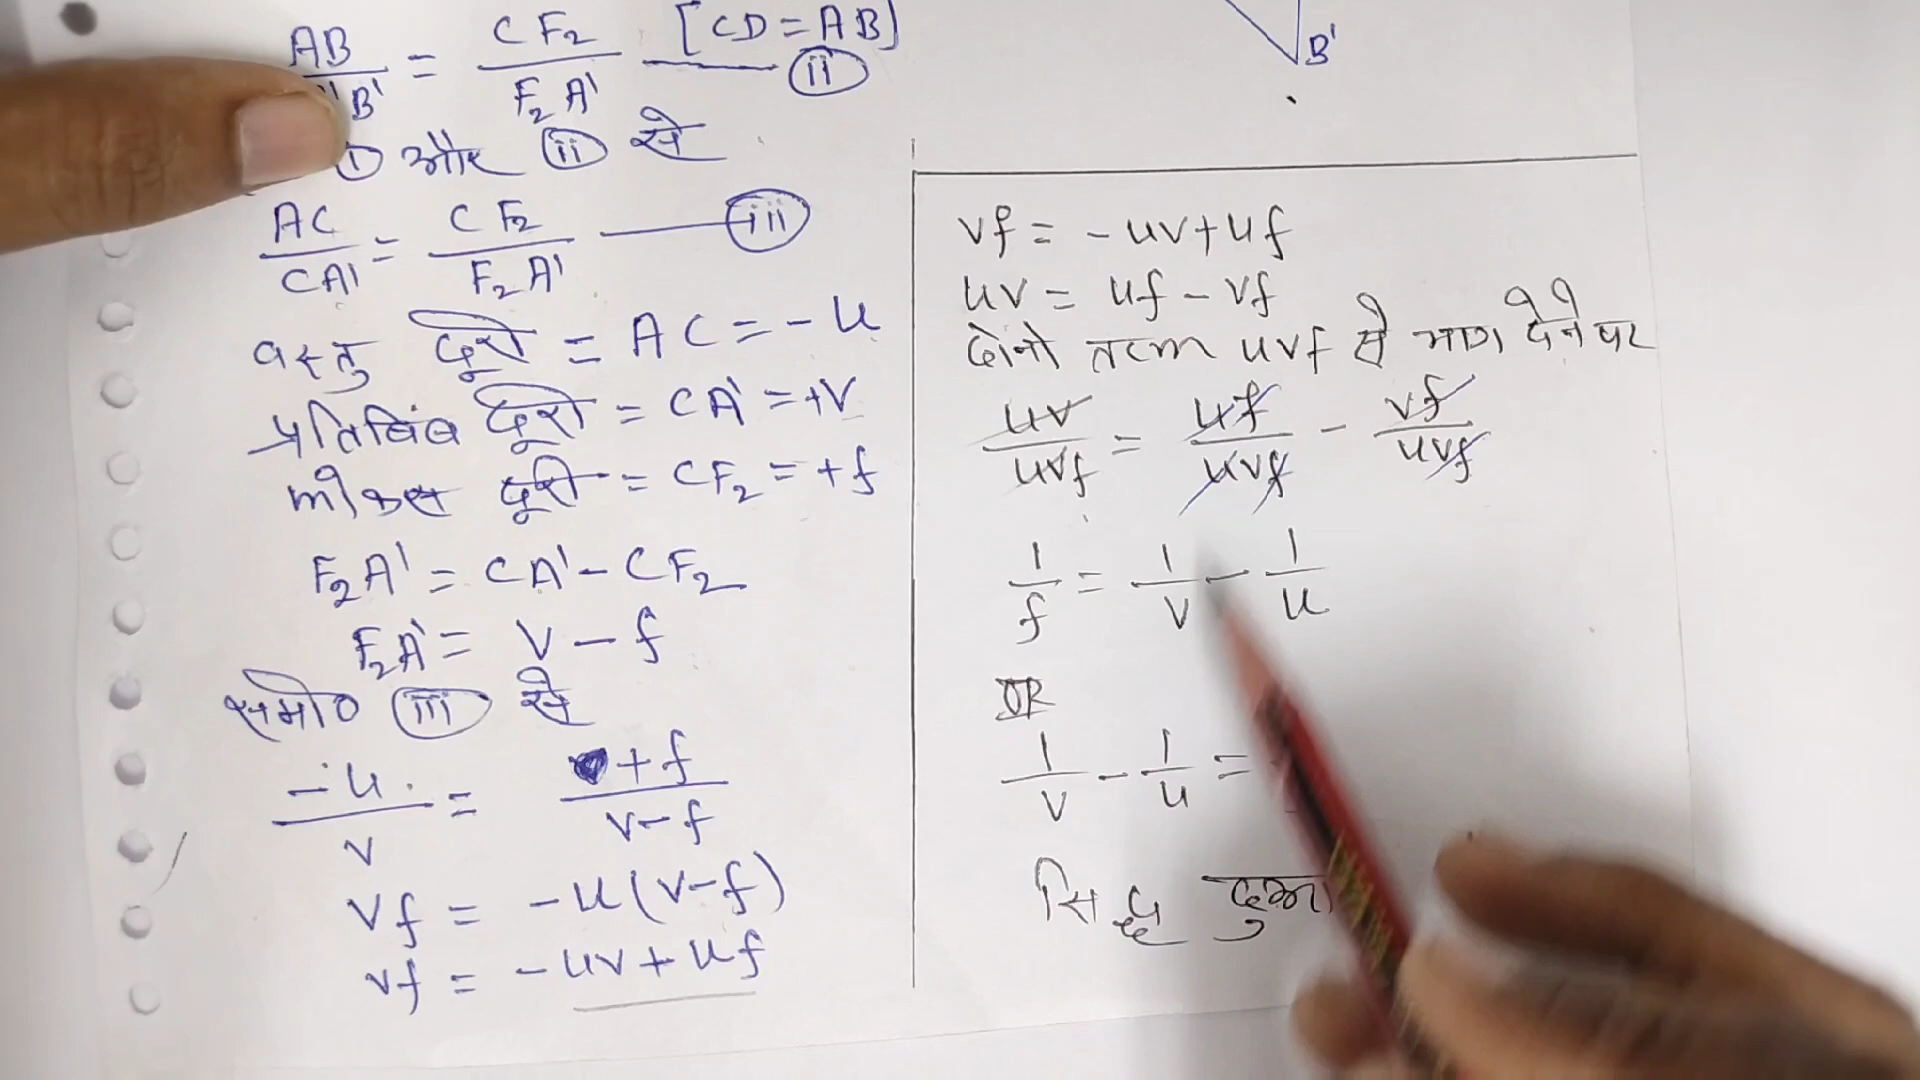 AB/A'B' = CF₂/F₂A' [CD=AB] — (ii)
(i) और (ii) से
AC/CA' = CF₂/F₂A' — (iii)
वस्तु दूरी = AC = -u
प्रतिबिंब दूरी = CA' = +v
फोकस दूरी = CF₂ = +f
F₂A' = CA' - CF₂
F₂A' = v - f
समी० (iii) से
-u/v = +f/v-f
vf = -u(v-f)
vf = -uv+uf
B'
vf = -uv+uf
uv = uf - vf
दोनो तरफ uvf से भाग देने पर
uv/uvf = uf/uvf - vf/uvf
1/f = 1/v - 1/u
OR
1/v - 1/u =
सिद्ध हुआ